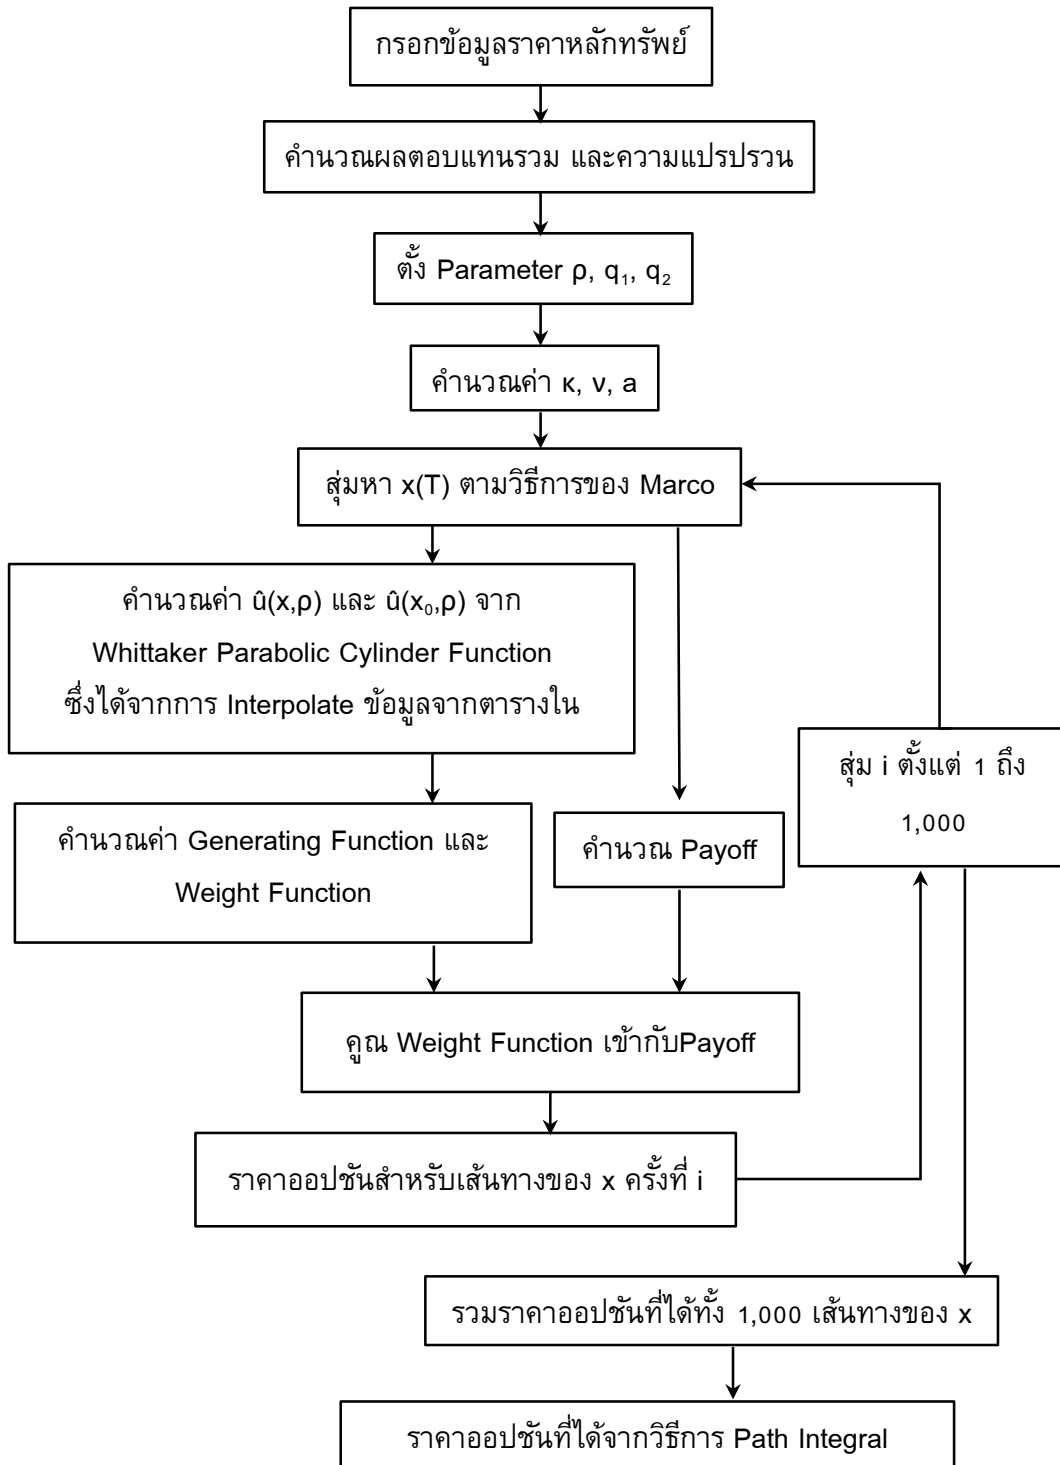 กรอกข้อมูลราคาหลักทรัพย์
คำนวณผลตอบแทนรวม และความแปรปรวน
ตั้ง Parameter ρ, q₁, q₂
คำนวณค่า κ, ν, a
สุ่มหา x(T) ตามวิธีการของ Marco
คำนวณค่า û(x,ρ) และ û(x₀,ρ) จาก
Whittaker Parabolic Cylinder Function
ซึ่งได้จากการ Interpolate ข้อมูลจากตารางใน
คำนวณค่า Generating Function และ
Weight Function
คำนวณ Payoff
สุ่ม i ตั้งแต่ 1 ถึง
1,000
คูณ Weight Function เข้ากับPayoff
ราคาออปชันสำหรับเส้นทางของ x ครั้งที่ i
รวมราคาออปชันที่ได้ทั้ง 1,000 เส้นทางของ x
ราคาออปชันที่ได้จากวิธีการ Path Integral